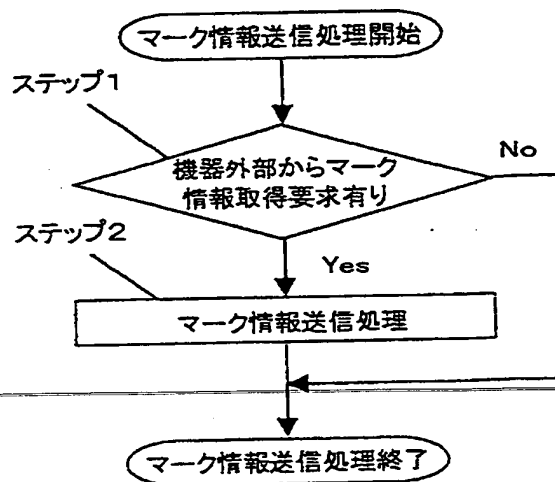 マーク情報送信処理開始
ステップ1
機器外部からマーク
情報取得要求有り
No
Yes
ステップ2
マーク情報送信処理
マーク情報送信処理終了